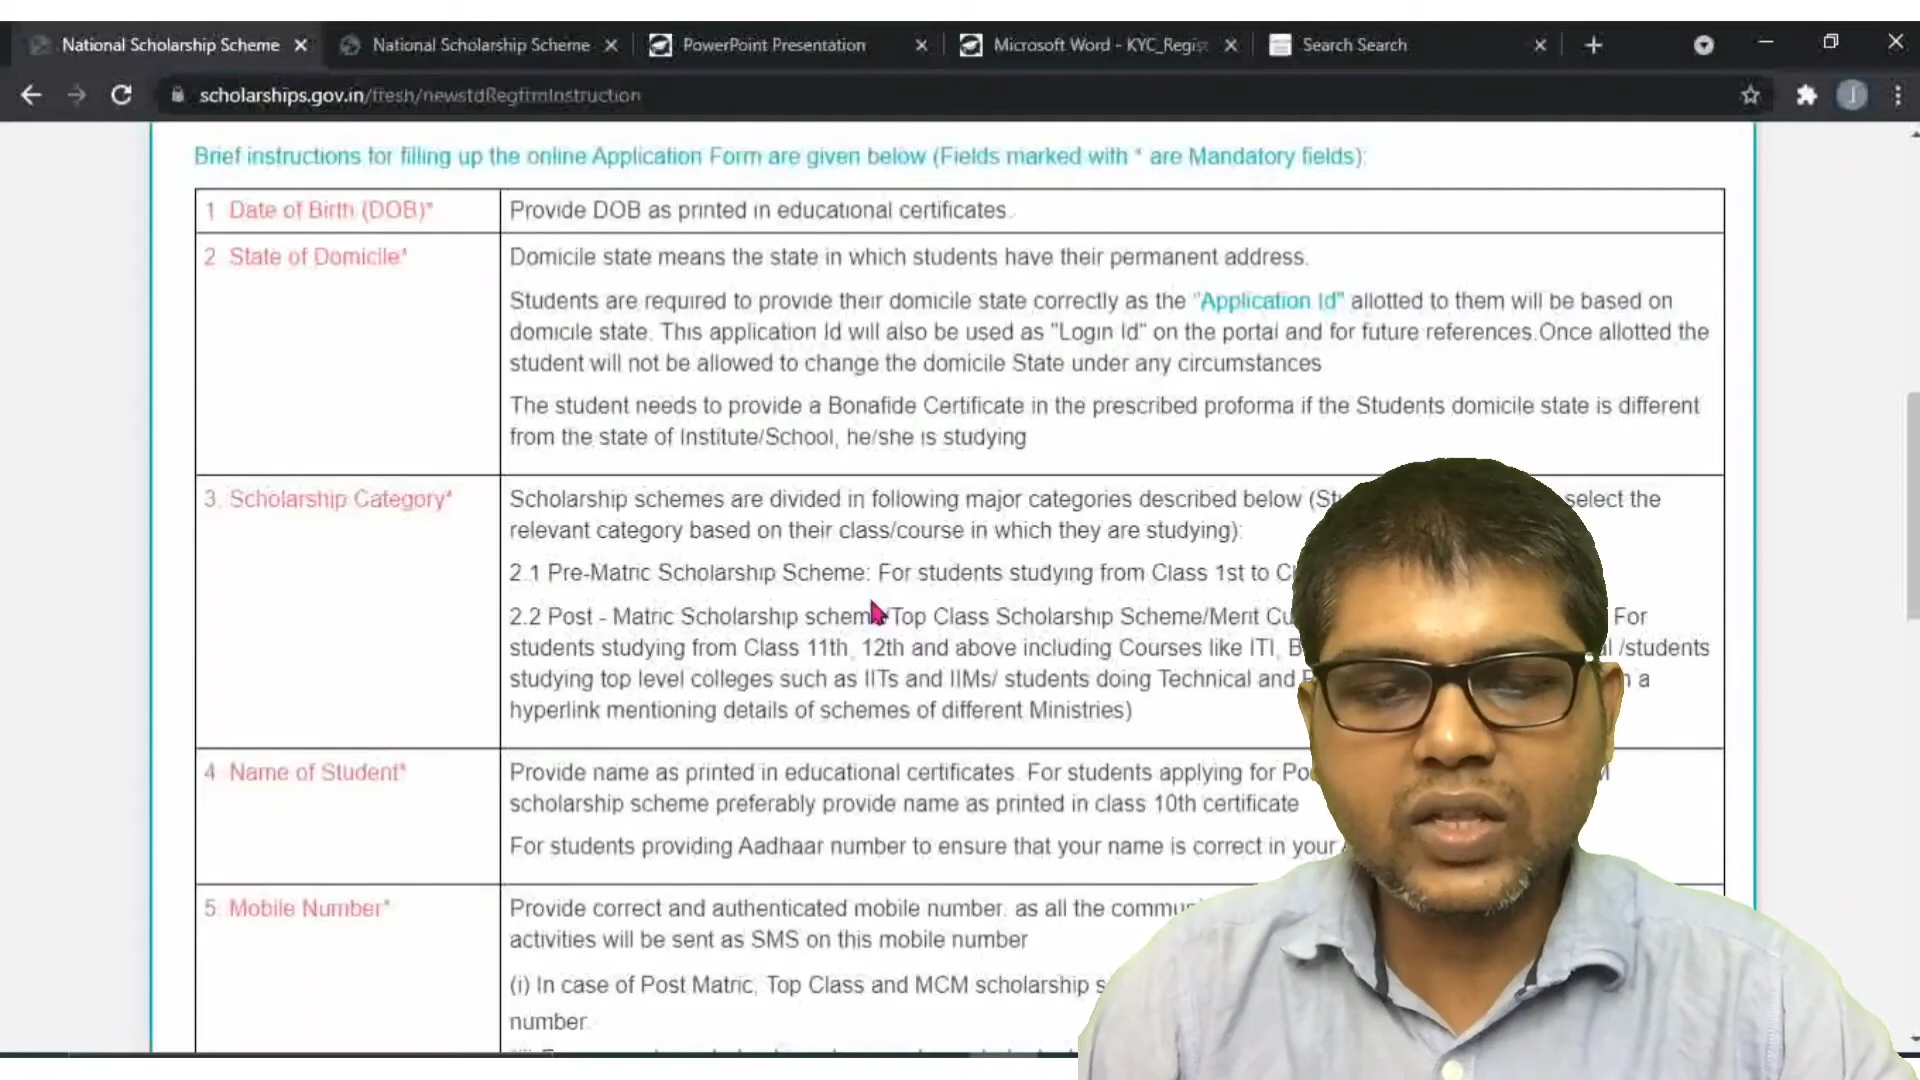 National Scholarship Scheme
National Scholarship Scheme
PowerPoint Presentation
Microsoft Word - KYC_Regis
Search Search
scholarships.gov.in/fresh/newstdRegfrmInstruction
Brief instructions for filling up the online Application Form are given below (Fields marked with * are Mandatory fields):
1 Date of Birth (DOB)*
Provide DOB as printed in educational certificates.
2 State of Domicile*
Domicile state means the state in which students have their permanent address.
Students are required to provide their domicile state correctly as the "Application Id" allotted to them will be based on
domicile state. This application Id will also be used as "Login Id" on the portal and for future references.Once allotted the
student will not be allowed to change the domicile State under any circumstances
The student needs to provide a Bonafide Certificate in the prescribed proforma if the Students domicile state is different
from the state of Institute/School, he/she is studying
3. Scholarship Category*
Scholarship schemes are divided in following major categories described below (St select the
relevant category based on their class/course in which they are studying):
2.1 Pre-Matric Scholarship Scheme: For students studying from Class 1st to Cl
2.2 Post - Matric Scholarship scheme/Top Class Scholarship Scheme/Merit Cu For
students studying from Class 11th, 12th and above including Courses like ITI, B al /students
studying top level colleges such as IITs and IIMs/ students doing Technical and n a
hyperlink mentioning details of schemes of different Ministries)
4 Name of Student*
Provide name as printed in educational certificates. For students applying for Po
scholarship scheme preferably provide name as printed in class 10th certificate
For students providing Aadhaar number to ensure that your name is correct in your
5. Mobile Number*
Provide correct and authenticated mobile number. as all the commu
activities will be sent as SMS on this mobile number
(i) In case of Post Matric, Top Class and MCM scholarship s
number.